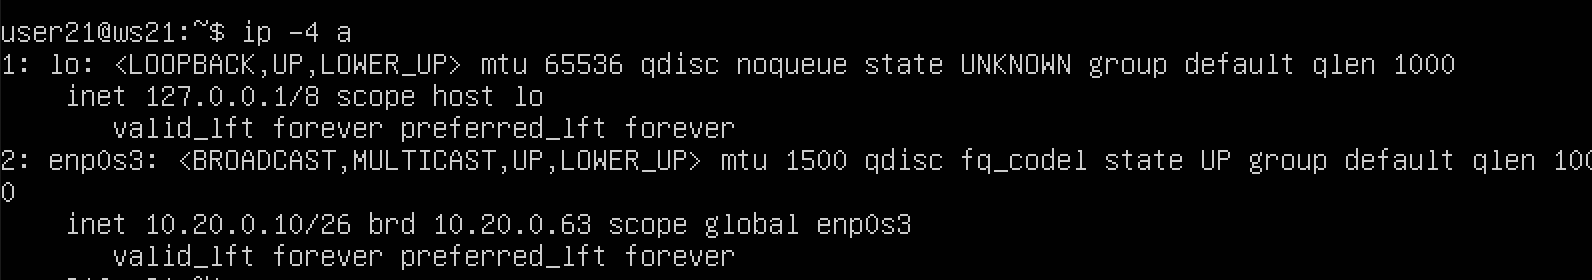 user21@ws21:~$ ip -4 a
1: lo: <LOOPBACK,UP,LOWER_UP> mtu 65536 qdisc noqueue state UNKNOWN group default qlen 1000
    inet 127.0.0.1/8 scope host lo
       valid_lft forever preferred_lft forever
2: enp0s3: <BROADCAST,MULTICAST,UP,LOWER_UP> mtu 1500 qdisc fq_codel state UP group default qlen 100
0
    inet 10.20.0.10/26 brd 10.20.0.63 scope global enp0s3
       valid_lft forever preferred_lft forever